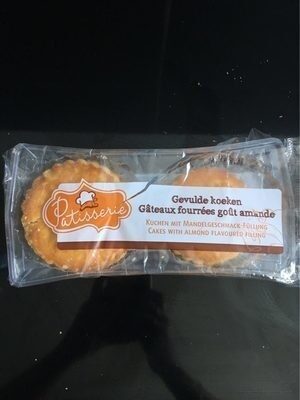 Patisserie
Gevulde koeken
Gâteaux fourrées goût amande
Kuchen mit Mandelgeschmack-Füllung
Cakes with almond flavoured filling